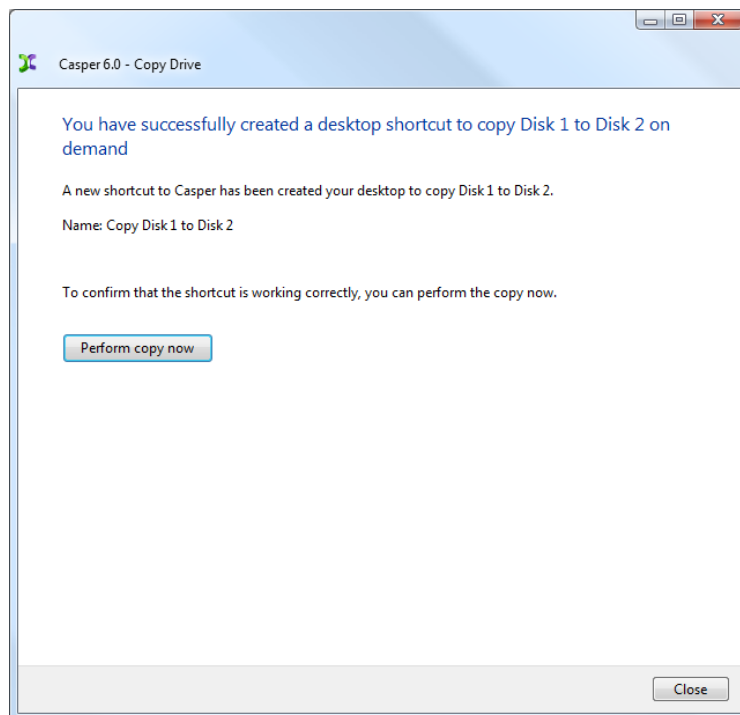 Casper 6.0 - Copy Drive
You have successfully created a desktop shortcut to copy Disk 1 to Disk 2 on
demand
A new shortcut to Casper has been created your desktop to copy Disk 1 to Disk 2.
Name: Copy Disk 1 to Disk 2
To confirm that the shortcut is working correctly, you can perform the copy now.
Perform copy now
Close